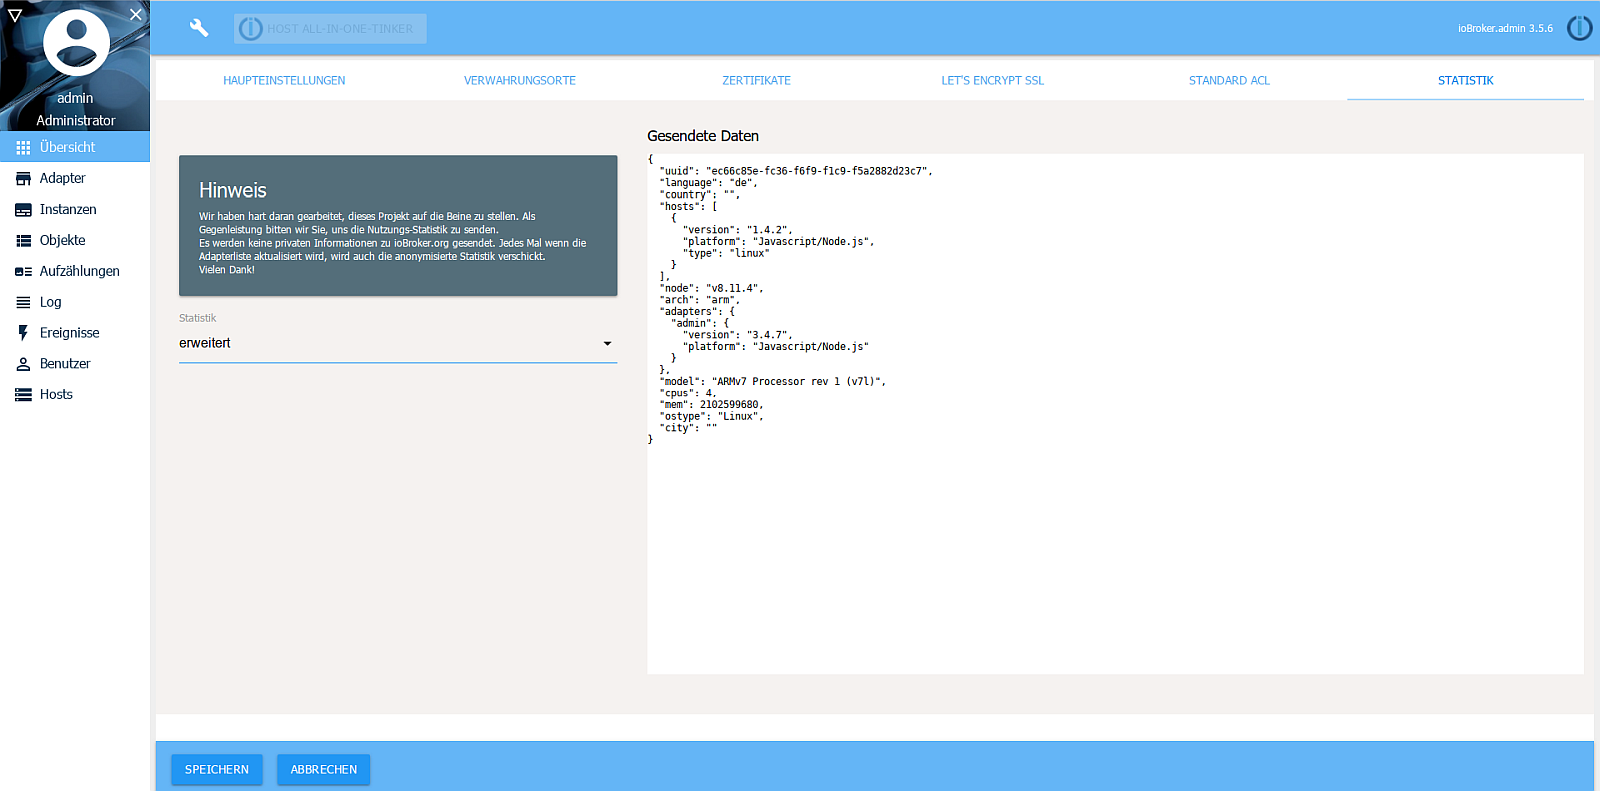 admin
Administrator
Übersicht
Adapter
Instanzen
Objekte
Aufzählungen
Log
Ereignisse
Benutzer
Hosts
HOST ALL-IN-ONE-TINKER
ioBroker.admin 3.5.6
HAUPTEINSTELLUNGEN
VERWAHRUNGSORTE
ZERTIFIKATE
LET'S ENCRYPT SSL
STANDARD ACL
STATISTIK
Hinweis
Wir haben hart daran gearbeitet, dieses Projekt auf die Beine zu stellen. Als
Gegenleistung bitten wir Sie, uns die Nutzungs-Statistik zu senden.
Es werden keine privaten Informationen zu ioBroker.org gesendet. Jedes Mal wenn die
Adapterliste aktualisiert wird, wird auch die anonymisierte Statistik verschickt.
Vielen Dank!
Statistik
erweitert
Gesendete Daten
{
  "uuid": "ec66c85e-fc36-f6f9-f1c9-f5a2882d23c7",
  "language": "de",
  "country": "",
  "hosts": [
    {
      "version": "1.4.2",
      "platform": "Javascript/Node.js",
      "type": "linux"
    }
  ],
  "node": "v8.11.4",
  "arch": "arm",
  "adapters": {
    "admin": {
      "version": "3.4.7",
      "platform": "Javascript/Node.js"
    }
  },
  "model": "ARMv7 Processor rev 1 (v7l)",
  "cpus": 4,
  "mem": 2102599680,
  "ostype": "Linux",
  "city": ""
}
SPEICHERN
ABBRECHEN